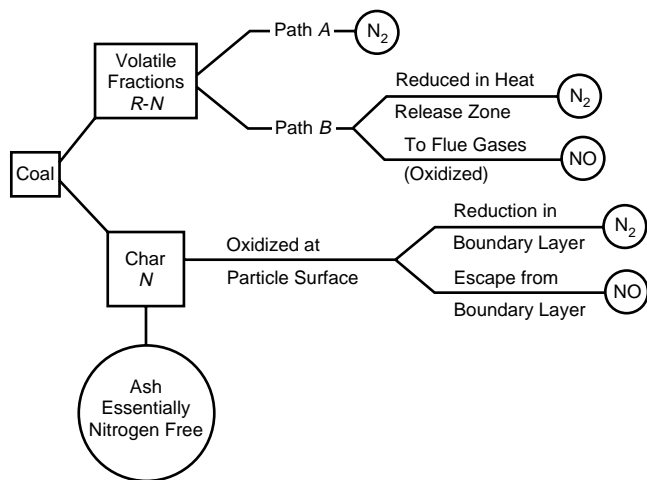 Volatile
Fractions
R-N
Path A
N2
Path B
Reduced in Heat
Release Zone
N2
To Flue Gases
(Oxidized)
NO
Coal
Char
N
Oxidized at
Particle Surface
Reduction in
Boundary Layer
N2
Escape from
Boundary Layer
NO
Ash
Essentially
Nitrogen Free